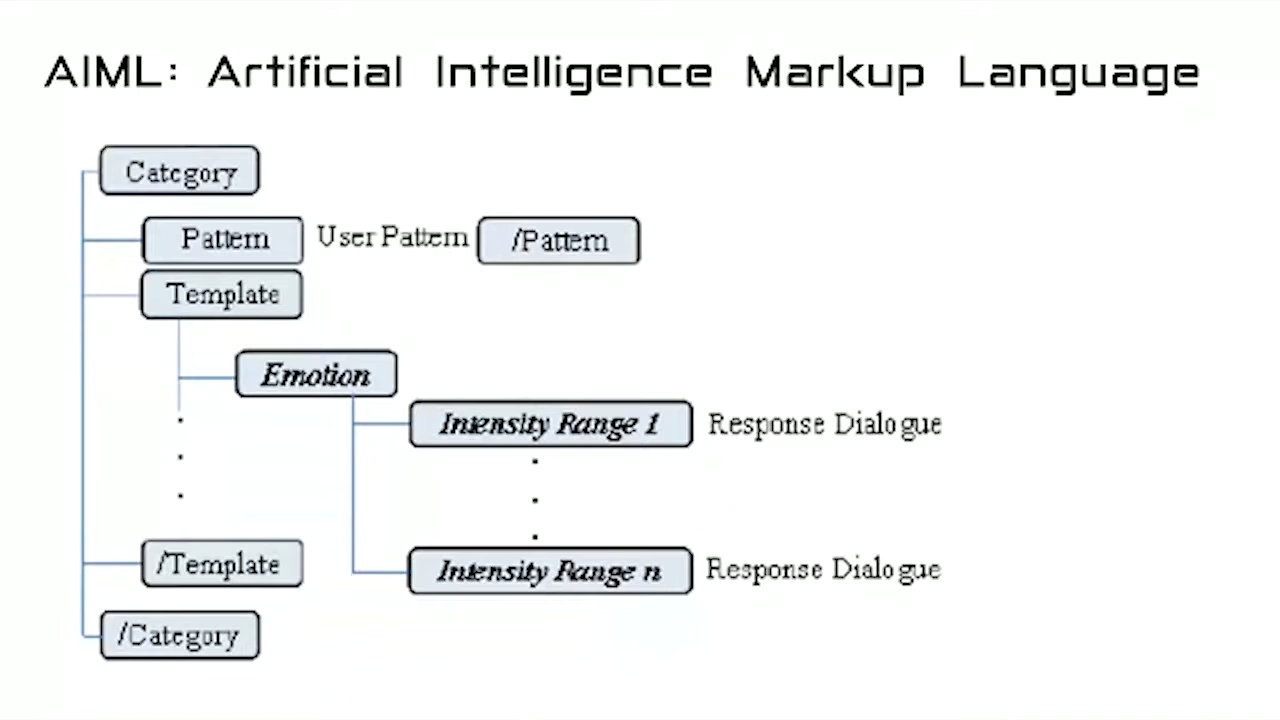 AIML: Artificial Intelligence Markup Language
Category
Pattern User Pattern /Pattern
Template
Emotion
Intensity Range 1 Response Dialogue
/Template
Intensity Range n Response Dialogue
/Category